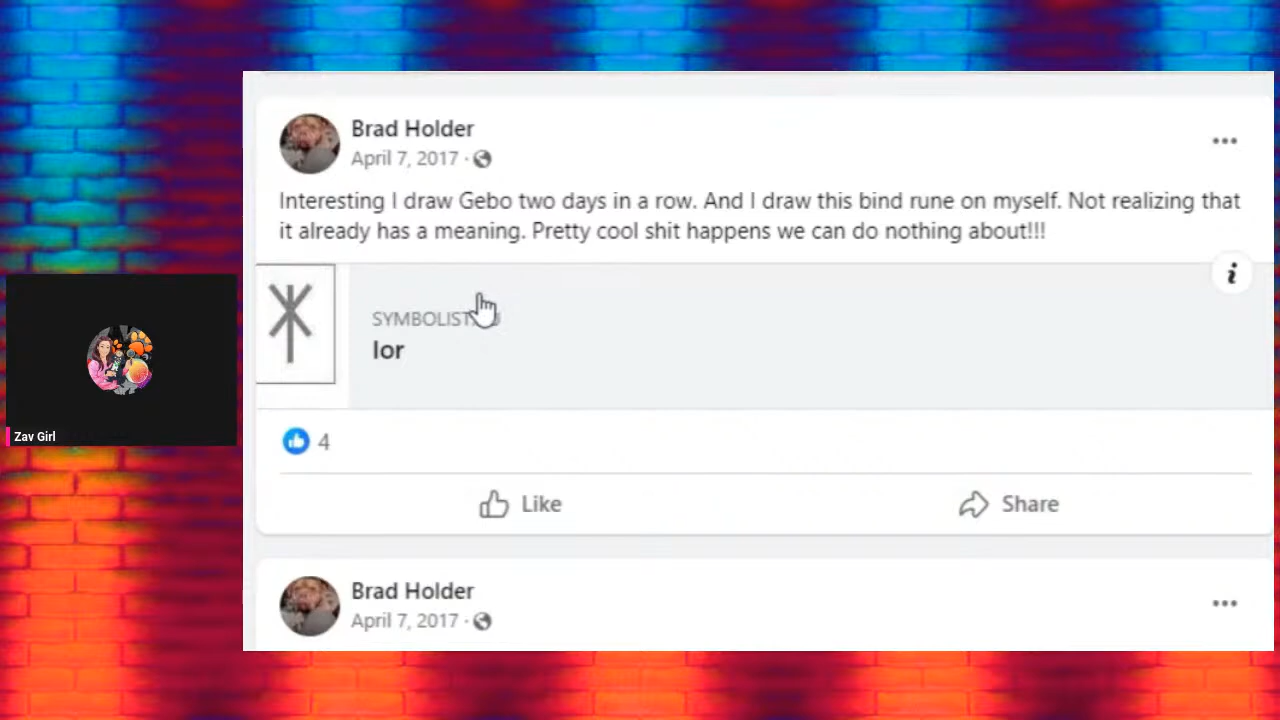 Brad Holder
April 7, 2017 ·
Interesting I draw Gebo two days in a row. And I draw this bind rune on myself. Not realizing that
it already has a meaning. Pretty cool shit happens we can do nothing about!!!
i
Ior
4
Like
Share
Zav Girl
Brad Holder
April 7, 2017 ·